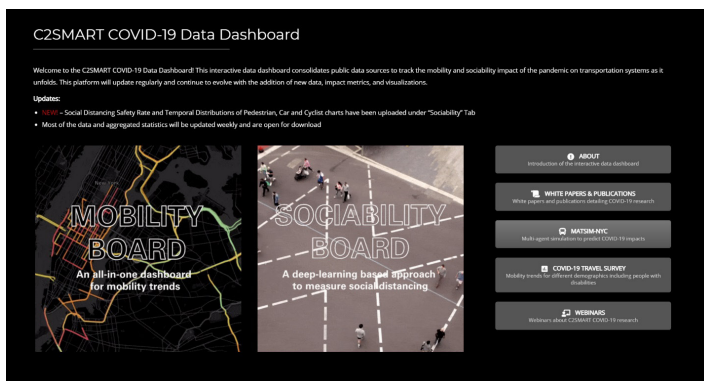 C2SMART COVID-19 Data Dashboard
Welcome to the C2SMART COVID-19 Data Dashboard! This interactive data dashboard consolidates public data sources to track the mobility and sociability impact of the pandemic on transportation systems as it
unfolds. This platform will update regularly and continue to evolve with the addition of new data, impact metrics, and visualizations.
Updates:
• NEW! – Social Distancing Safety Rate and Temporal Distributions of Pedestrian, Car and Cyclist charts have been uploaded under “Sociability” Tab
• Most of the data and aggregated statistics will be updated weekly and are open for download
New York
MOBILITY
BOARD
An all-in-one dashboard
for mobility trends
SOCIABILITY
BOARD
A deep-learning based approach
to measure social distancing
ABOUT
Introduction of the interactive data dashboard
WHITE PAPERS & PUBLICATIONS
White papers and publications detailing COVID-19 research
MATSIM-NYC
Multi-agent simulation to predict COVID-19 impacts
COVID-19 TRAVEL SURVEY
Mobility trends for different demographics including people with
disabilities
WEBINARS
Webinars about C2SMART COVID-19 research